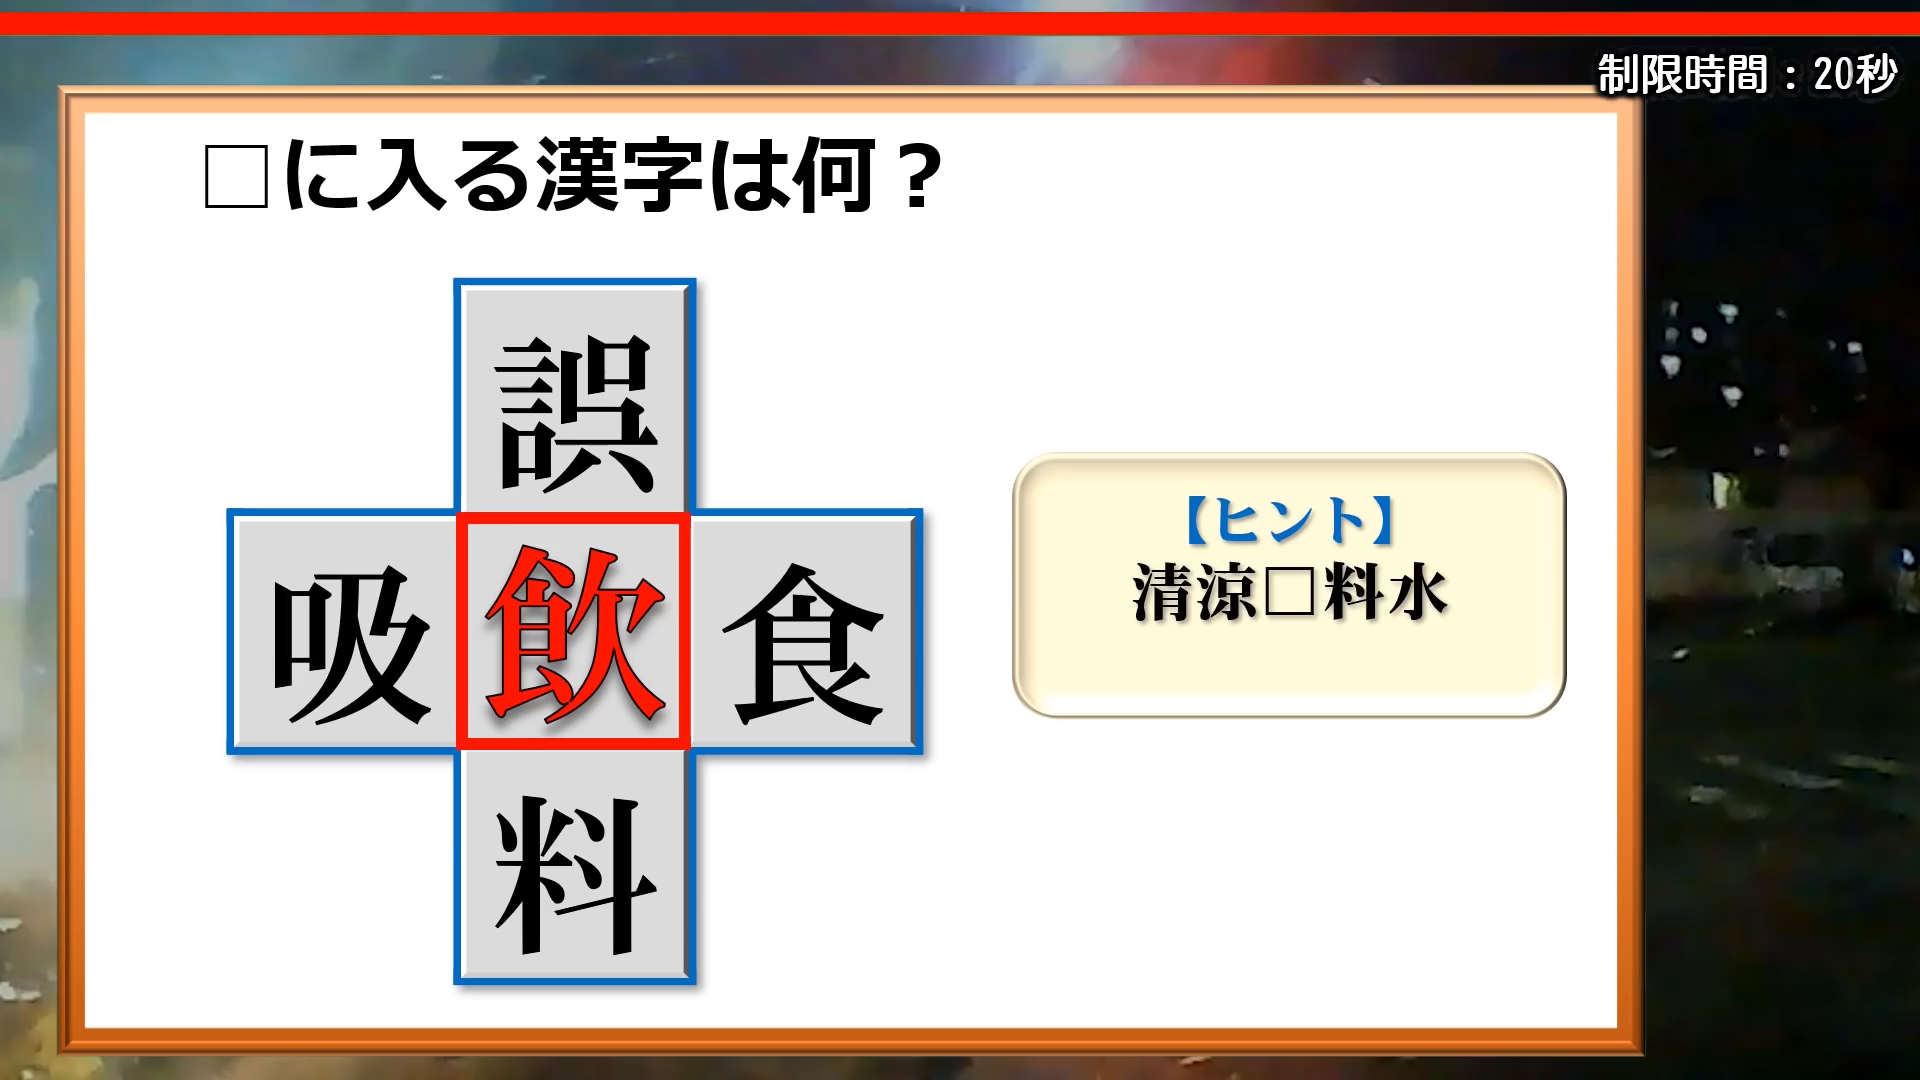 制限時間：20秒
□に入る漢字は何？
誤
吸飲食
料
【ヒント】
清涼□料水